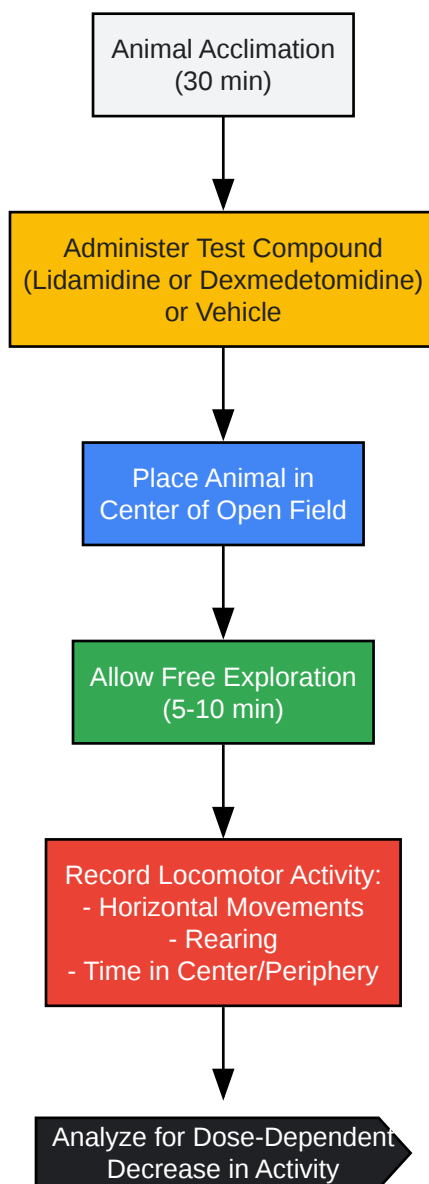 Animal Acclimation
(30 min)
Administer Test Compound
(Lidamidine or Dexmedetomidine)
or Vehicle
Place Animal in
Center of Open Field
Allow Free Exploration
(5-10 min)
Record Locomotor Activity:
- Horizontal Movements
- Rearing
- Time in Center/Periphery
Analyze for Dose-Dependent
Decrease in Activity